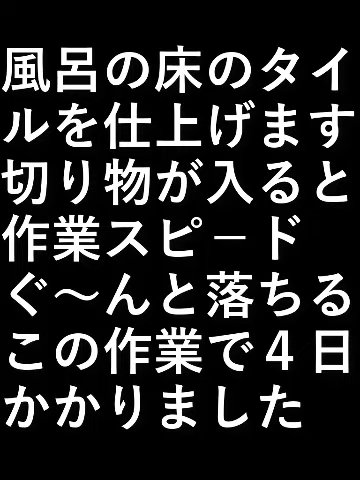 風呂の床のタイ
ルを仕上げます
切り物が入ると
作業スピ－ド
ぐ～んと落ちる
この作業で４日
かかりました